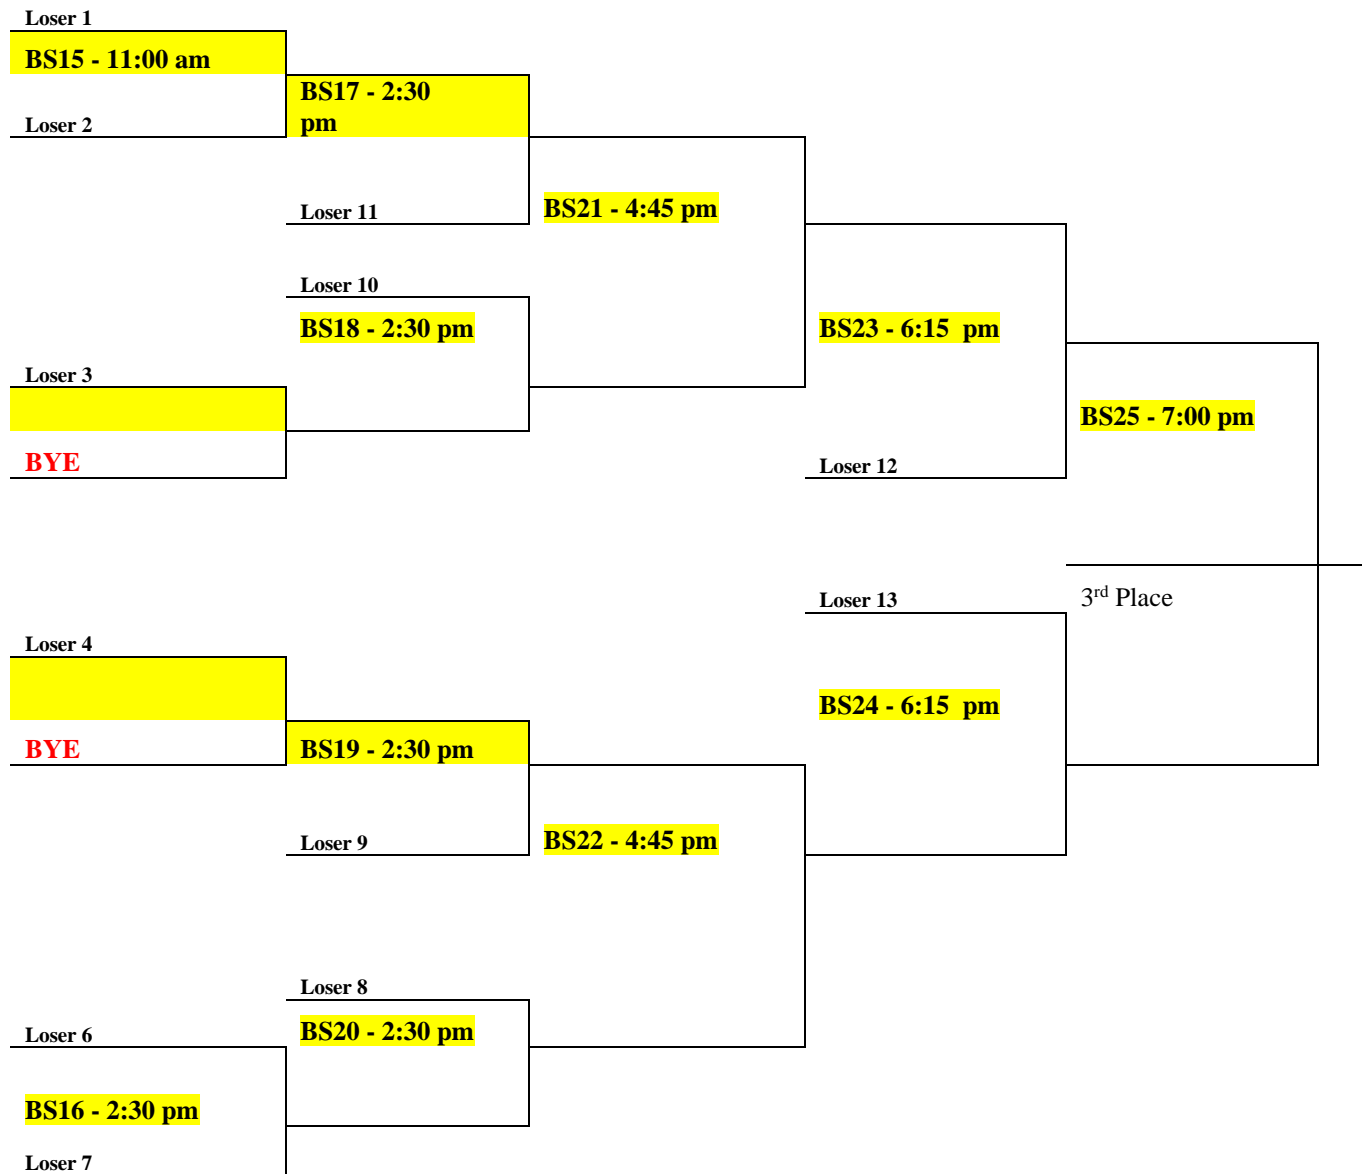 Loser 1
BS15 - 11:00 am
BS17 - 2:30
pm
Loser 2
Loser 11
BS21 - 4:45 pm
Loser 10
BS18 - 2:30 pm
BS23 - 6:15 pm
Loser 3
BS25 - 7:00 pm
BYE
Loser 12
Loser 13
3rd Place
Loser 4
BS24 - 6:15 pm
BYE
BS19 - 2:30 pm
Loser 9
BS22 - 4:45 pm
Loser 8
Loser 6
BS20 - 2:30 pm
BS16 - 2:30 pm
Loser 7